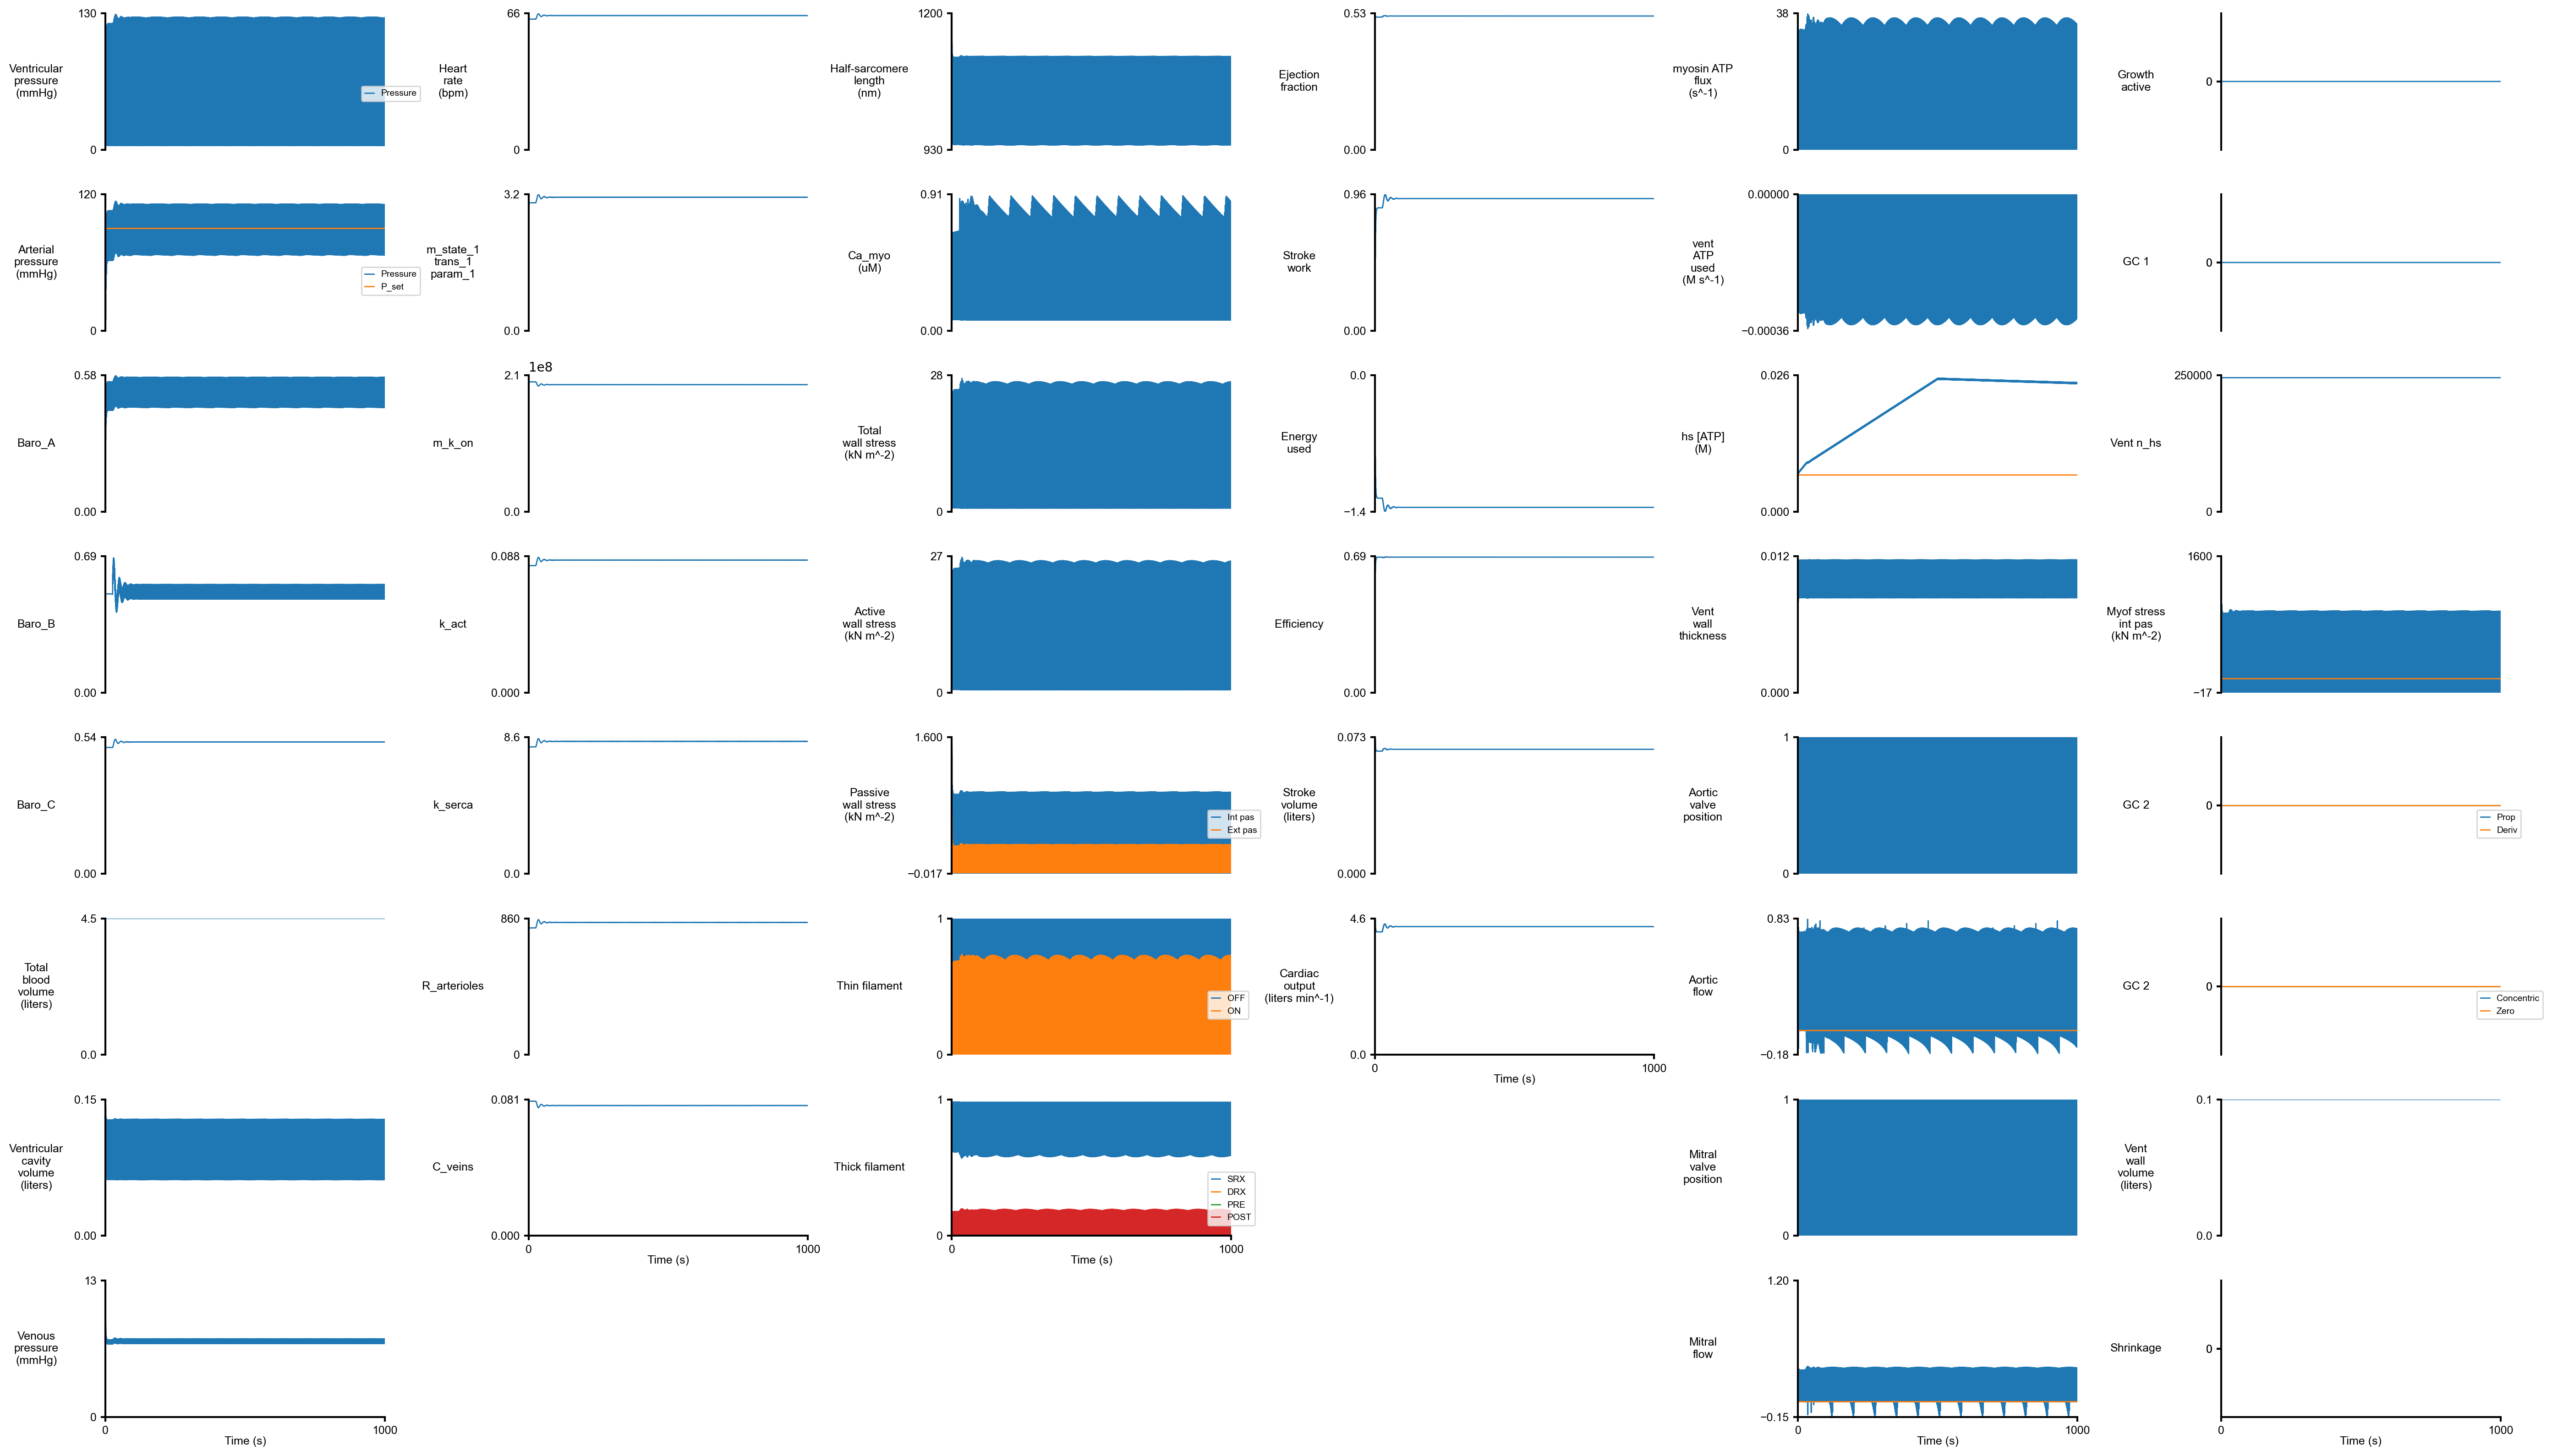 130
Ventricular
pressure
(mmHg)
0
Pressure
66
Heart
rate
(bpm)
0
1200
Half-sarcomere
length
(nm)
930
0.53
Ejection
fraction
0.00
38
myosin ATP
flux
(s^-1)
0
Growth
active
0
120
Arterial
pressure
(mmHg)
0
Pressure
P_set
3.2
m_state_1
trans_1
param_1
0.0
0.91
Ca_myo
(uM)
0.00
0.96
Stroke
work
0.00
0.00000
vent
ATP
used
(M s^-1)
−0.00036
GC 1
0
0.58
Baro_A
0.00
1e8
2.1
m_k_on
0.0
28
Total
wall stress
(kN m^-2)
0
0.0
Energy
used
−1.4
0.026
hs [ATP]
(M)
0.000
250000
Vent n_hs
0
0.69
Baro_B
0.00
0.088
k_act
0.000
27
Active
wall stress
(kN m^-2)
0
0.69
Efficiency
0.00
0.012
Vent
wall
thickness
0.000
1600
Myof stress
int pas
(kN m^-2)
−17
0.54
Baro_C
0.00
8.6
k_serca
0.0
1.600
Passive
wall stress
(kN m^-2)
−0.017
Int pas
Ext pas
0.073
Stroke
volume
(liters)
0.000
1
Aortic
valve
position
0
GC 2
0
Prop
Deriv
4.5
Total
blood
volume
(liters)
0.0
860
R_arterioles
0
1
Thin filament
0
OFF
ON
4.6
Cardiac
output
(liters min^-1)
0.0
0
1000
Time (s)
0.83
Aortic
flow
−0.18
GC 2
0
Concentric
Zero
0.15
Ventricular
cavity
volume
(liters)
0.00
0.081
C_veins
0.000
0
1000
Time (s)
1
Thick filament
0
SRX
DRX
PRE
POST
0
1000
Time (s)
1
Mitral
valve
position
0
0.1
Vent
wall
volume
(liters)
0.0
13
Venous
pressure
(mmHg)
0
0
1000
Time (s)
1.20
Mitral
flow
−0.15
0
1000
Time (s)
Shrinkage
0
0
1000
Time (s)